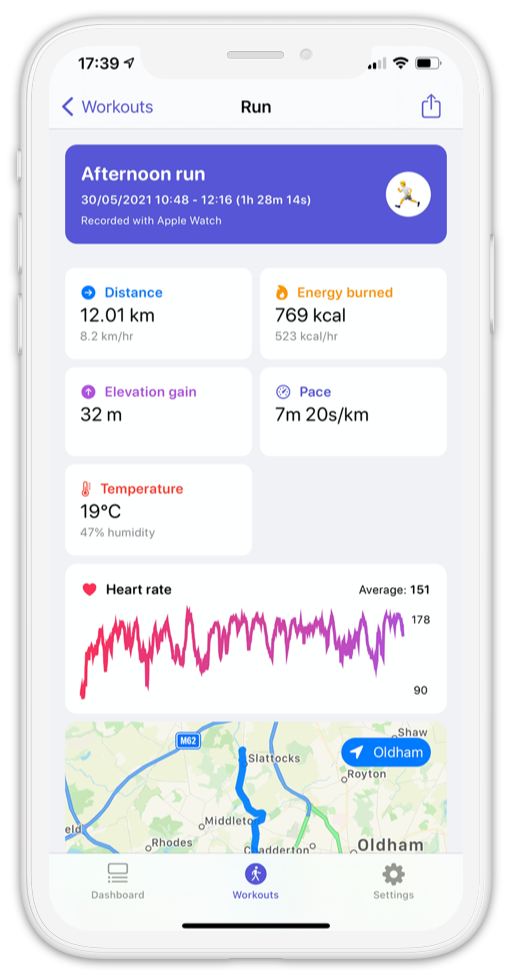 17:39
Workouts
Run
Afternoon run
30/05/2021 10:48 - 12:16 (1h 28m 14s)
Recorded with Apple Watch
Distance
12.01 km
8.2 km/hr
Energy burned
769 kcal
523 kcal/hr
Elevation gain
32 m
Pace
7m 20s/km
Temperature
19°C
47% humidity
Heart rate
Average: 151
178
90
M62
Shaw
Oldham
Slattocks
Royton
Middleto
eld
Rhodes
Chadderton
Oldham
Dashboard
Workouts
Settings